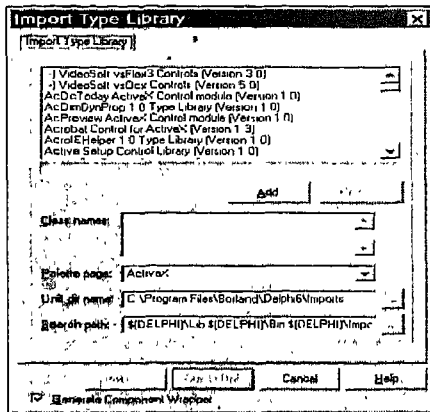 Import Type Library
Import Type Library
:-) VideoSoft vsFlex3 Controls (Version 3.0)
:-) VideoSoft vsOcx Controls (Version 5.0)
AcDcToday ActiveX Control module (Version 1.0)
AcDimDynProp 1.0 Type Library (Version 1.0)
AcPreview ActiveX Control module (Version 1.0)
Acrobat Control for ActiveX (Version 1.3)
AcroIEHelper 1.0 Type Library (Version 1.0)
Active Setup Control Library (Version 1.0)
Add
Class names:
Palette page: ActiveX
Unit dir name: C:\Program Files\Borland\Delphi6\Imports
Search path: $(DELPHI)\Lib $(DELPHI)\Bin $(DELPHI)\Impc
Cancel Help
Generate Component Wrapper